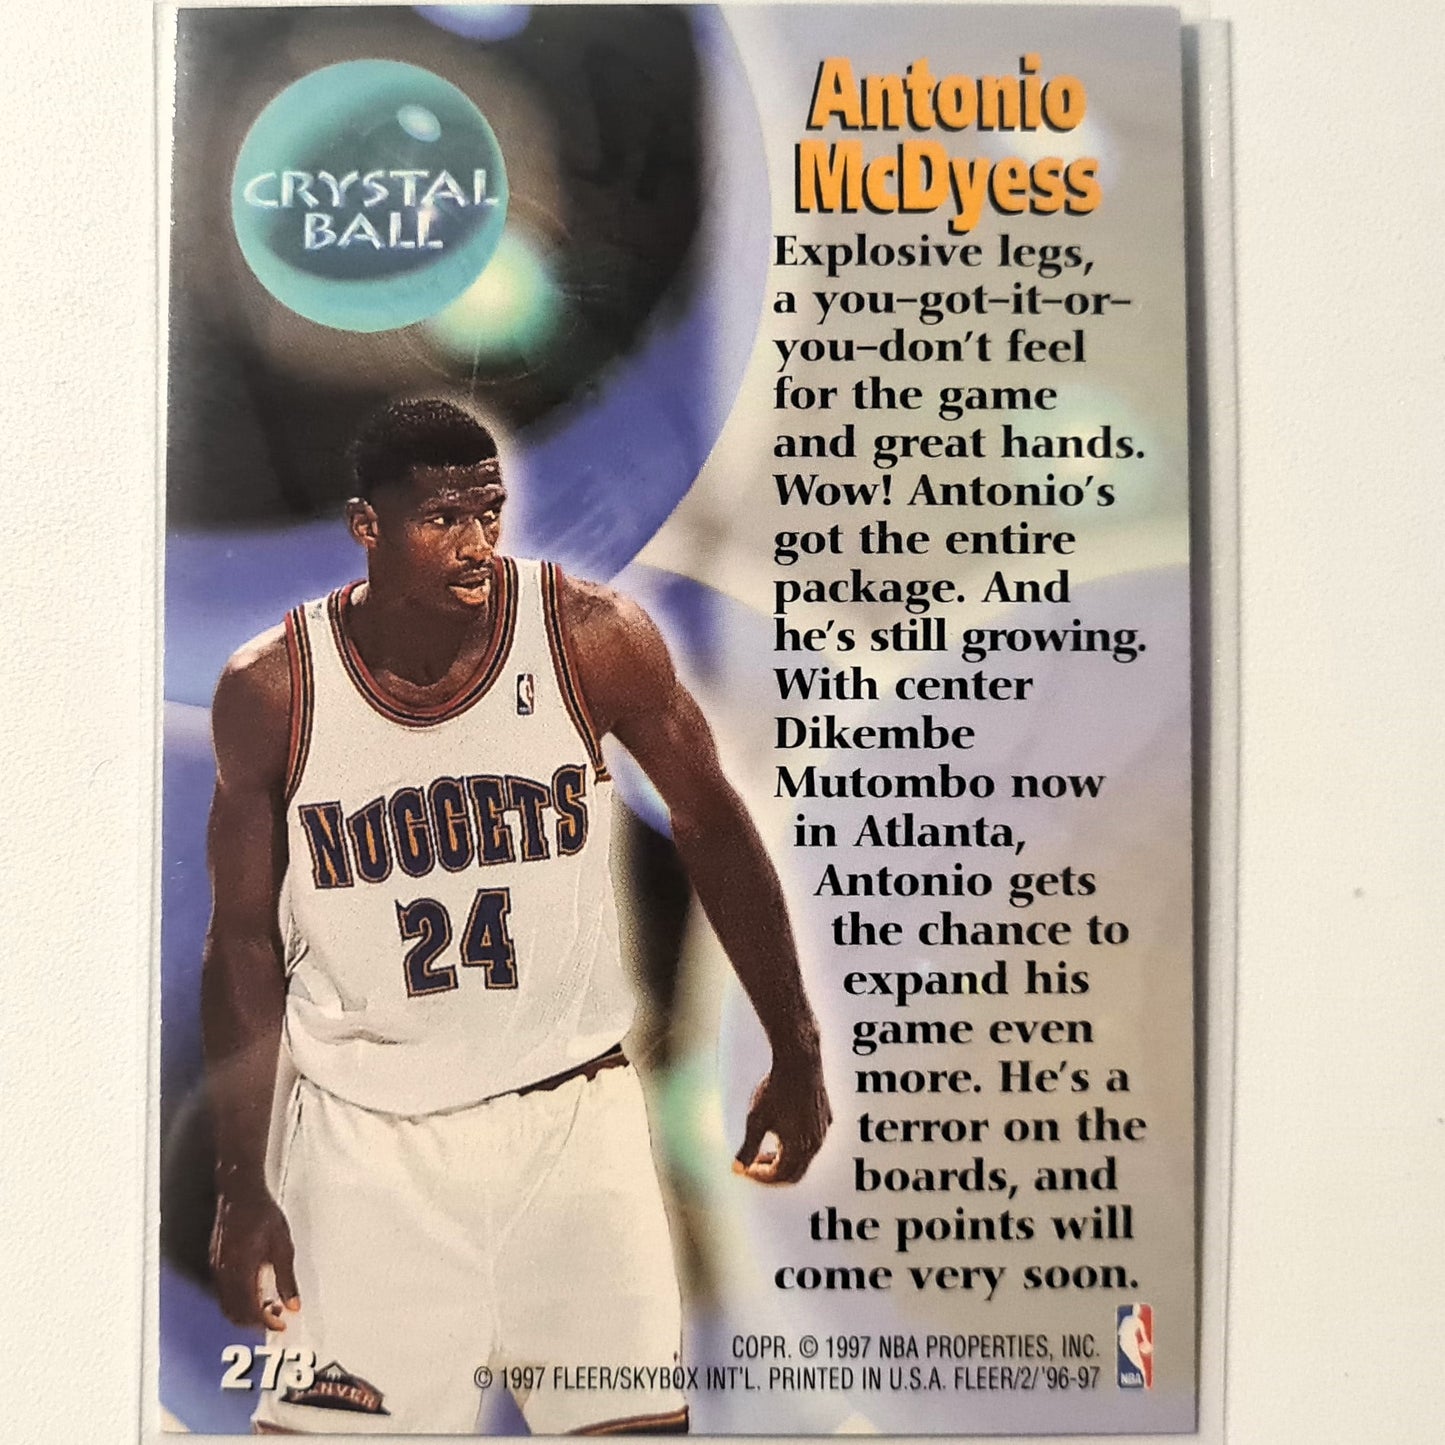 CRYSTAL
BALL
Antonio
McDyess
Explosive legs,
a you–got–it–or–
you–don't feel
for the game
and great hands.
Wow! Antonio's
got the entire
package. And
he's still growing.
With center
Dikembe
Mutombo now
in Atlanta,
Antonio gets
the chance to
expand his
game even
more. He's a
terror on the
boards, and
the points will
come very soon.
NUGGETS
24
273
DENVER
COPR. © 1997 NBA PROPERTIES, INC.
© 1997 FLEER/SKYBOX INT'L. PRINTED IN U.S.A. FLEER/2/'96-97
NBA